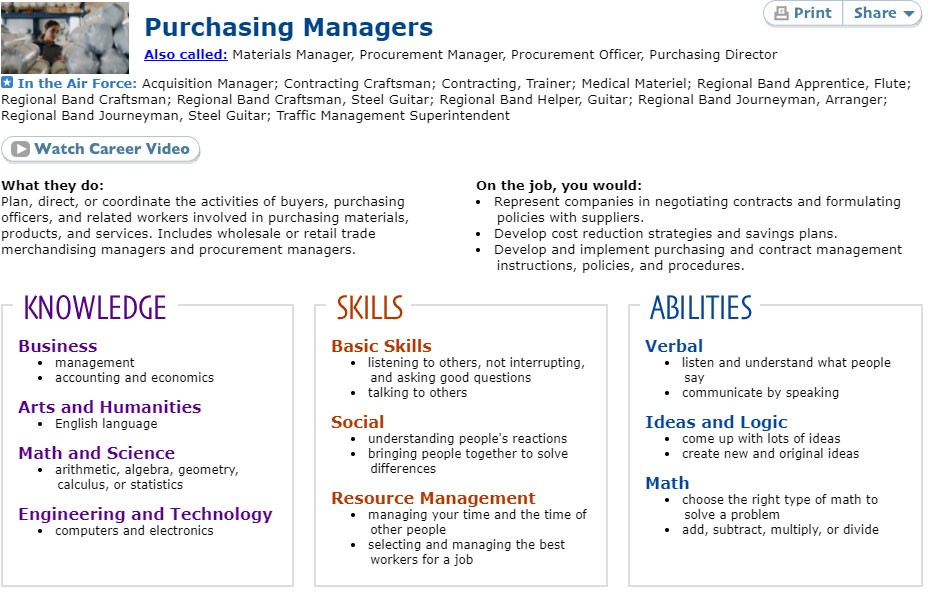 Purchasing Managers
Print
Share
Also called: Materials Manager, Procurement Manager, Procurement Officer, Purchasing Director
In the Air Force: Acquisition Manager; Contracting Craftsman; Contracting, Trainer; Medical Materiel; Regional Band Apprentice, Flute;
Regional Band Craftsman; Regional Band Craftsman, Steel Guitar; Regional Band Helper, Guitar; Regional Band Journeyman, Arranger;
Regional Band Journeyman, Steel Guitar; Traffic Management Superintendent
Watch Career Video
What they do:
Plan, direct, or coordinate the activities of buyers, purchasing
officers, and related workers involved in purchasing materials,
products, and services. Includes wholesale or retail trade
merchandising managers and procurement managers.
On the job, you would:
• Represent companies in negotiating contracts and formulating
policies with suppliers.
• Develop cost reduction strategies and savings plans.
• Develop and implement purchasing and contract management
instructions, policies, and procedures.
KNOWLEDGE
Business
• management
• accounting and economics
Arts and Humanities
• English language
Math and Science
• arithmetic, algebra, geometry,
calculus, or statistics
Engineering and Technology
• computers and electronics
SKILLS
Basic Skills
• listening to others, not interrupting,
and asking good questions
• talking to others
Social
• understanding people's reactions
• bringing people together to solve
differences
Resource Management
• managing your time and the time of
other people
• selecting and managing the best
workers for a job
ABILITIES
Verbal
• listen and understand what people
say
• communicate by speaking
Ideas and Logic
• come up with lots of ideas
• create new and original ideas
Math
• choose the right type of math to
solve a problem
• add, subtract, multiply, or divide